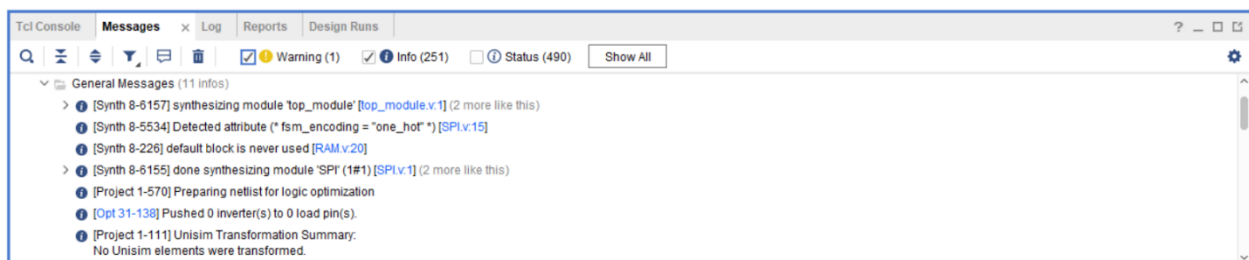 Tcl Console Messages × Log Reports Design Runs ? _
Warning (1) Info (251) Status (490) Show All
General Messages (11 infos)
[Synth 8-6157] synthesizing module 'top_module' [top_module.v:1] (2 more like this)
[Synth 8-5534] Detected attribute (* fsm_encoding = "one_hot" *) [SPI.v:15]
[Synth 8-226] default block is never used [RAM.v:20]
[Synth 8-6155] done synthesizing module 'SPI' (1#1) [SPI.v:1] (2 more like this)
[Project 1-570] Preparing netlist for logic optimization
[Opt 31-138] Pushed 0 inverter(s) to 0 load pin(s).
[Project 1-111] Unisim Transformation Summary:
No Unisim elements were transformed.